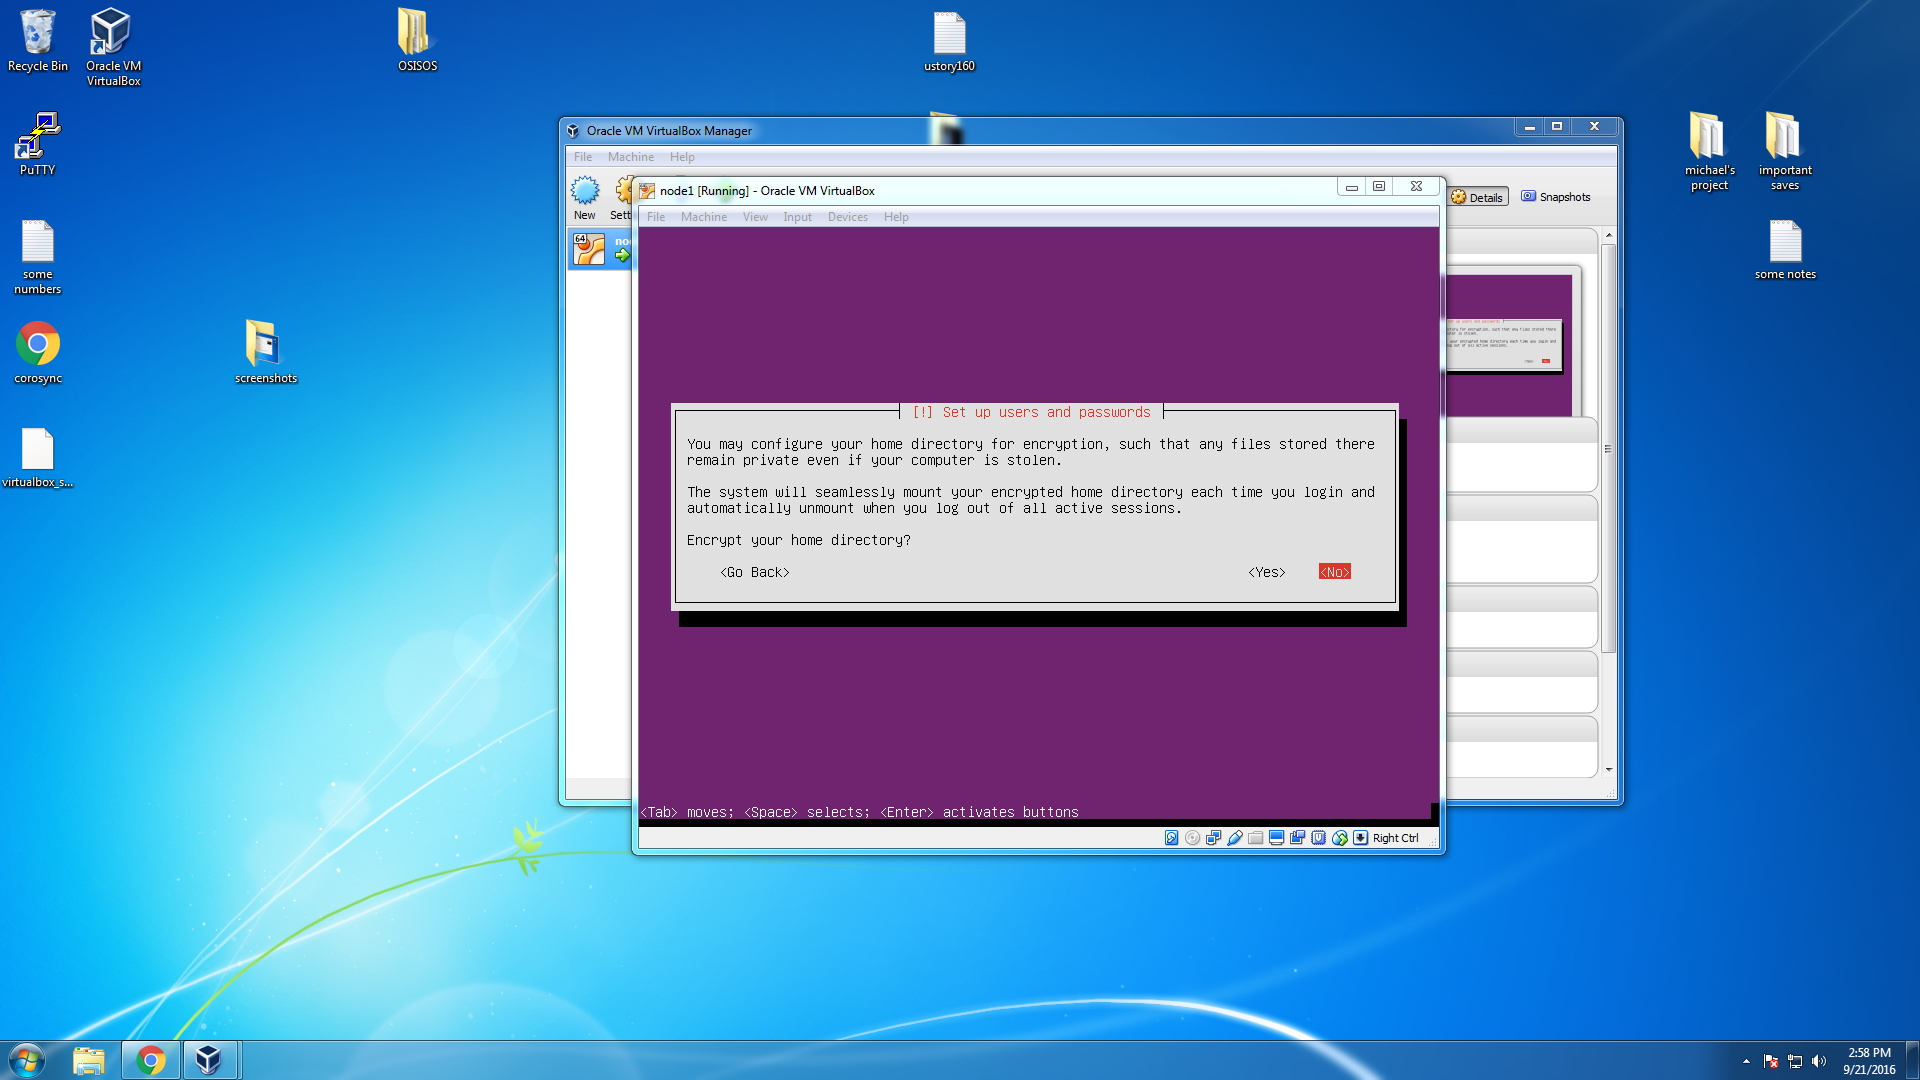 Recycle Bin
Oracle VM
VirtualBox
OSISOS
ustory160
PuTTY
some
numbers
corosync
screenshots
virtualbox_s...
michael's
project
important
saves
some notes
Oracle VM VirtualBox Manager
File Machine Help
New Sett
Details
Snapshots
64
no
node1 [Running] - Oracle VM VirtualBox
File Machine View Input Devices Help
[!] Set up users and passwords
You may configure your home directory for encryption, such that any files stored there
remain private even if your computer is stolen.
The system will seamlessly mount your encrypted home directory each time you login and
automatically unmount when you log out of all active sessions.
Encrypt your home directory?
<Go Back> <Yes> <No>
<Tab> moves; <Space> selects; <Enter> activates buttons
Right Ctrl
2:58 PM
9/21/2016